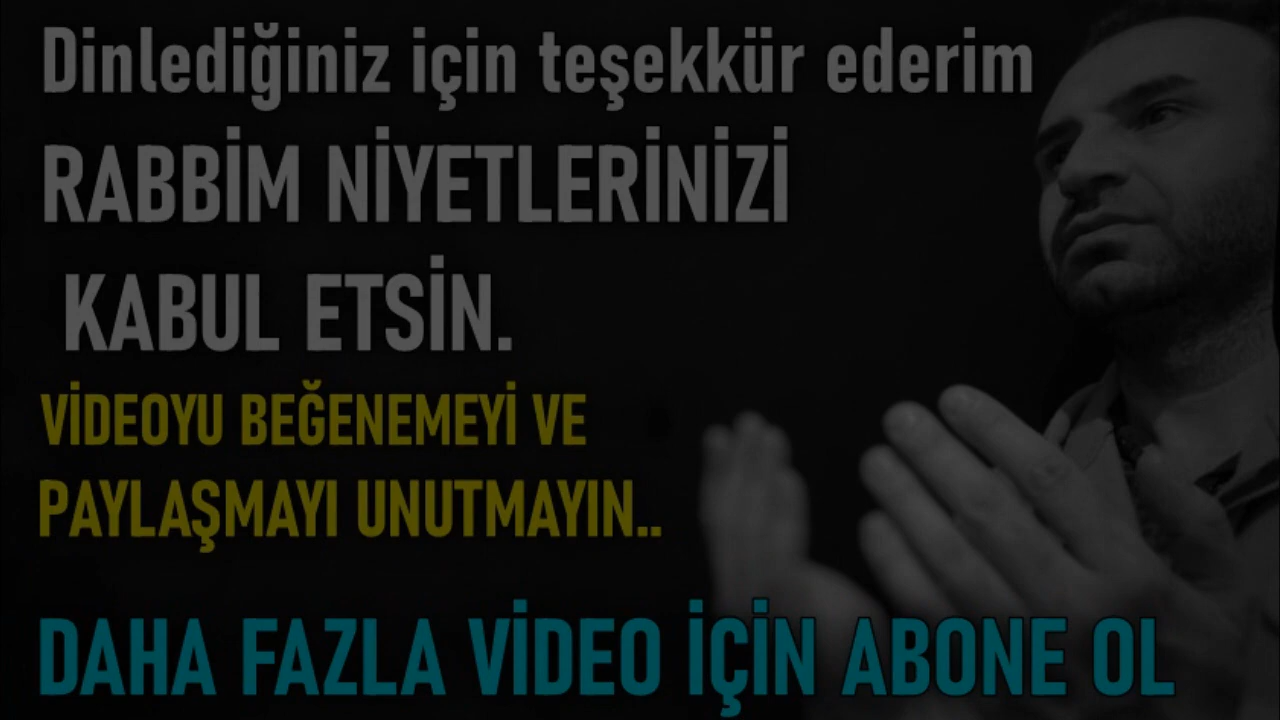 Dinlediğiniz için teşekkür ederim
RABBİM NİYETLERİNİZİ
KABUL ETSİN.
VİDEOYU BEĞENEMEYİ VE
PAYLAŞMAYI UNUTMAYIN..
DAHA FAZLA VİDEO İÇİN ABONE OL